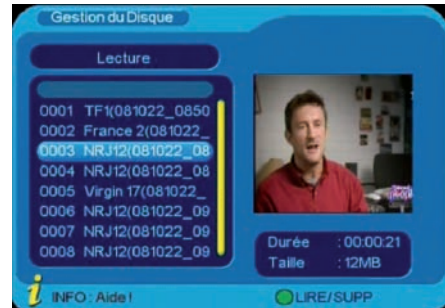 Gestion du Disque
Lecture
0001 TF1(081022_0850
0002 France 2(081022_
0003 NRJ12(081022_08
0004 NRJ12(081022_08
0005 Virgin 17(081022_
0006 NRJ12(081022_09
0007 NRJ12(081022_09
0008 NRJ12(081022_09
Durée :00:00:21
Taille :12MB
i INFO : Aide !
LIRE/SUPP